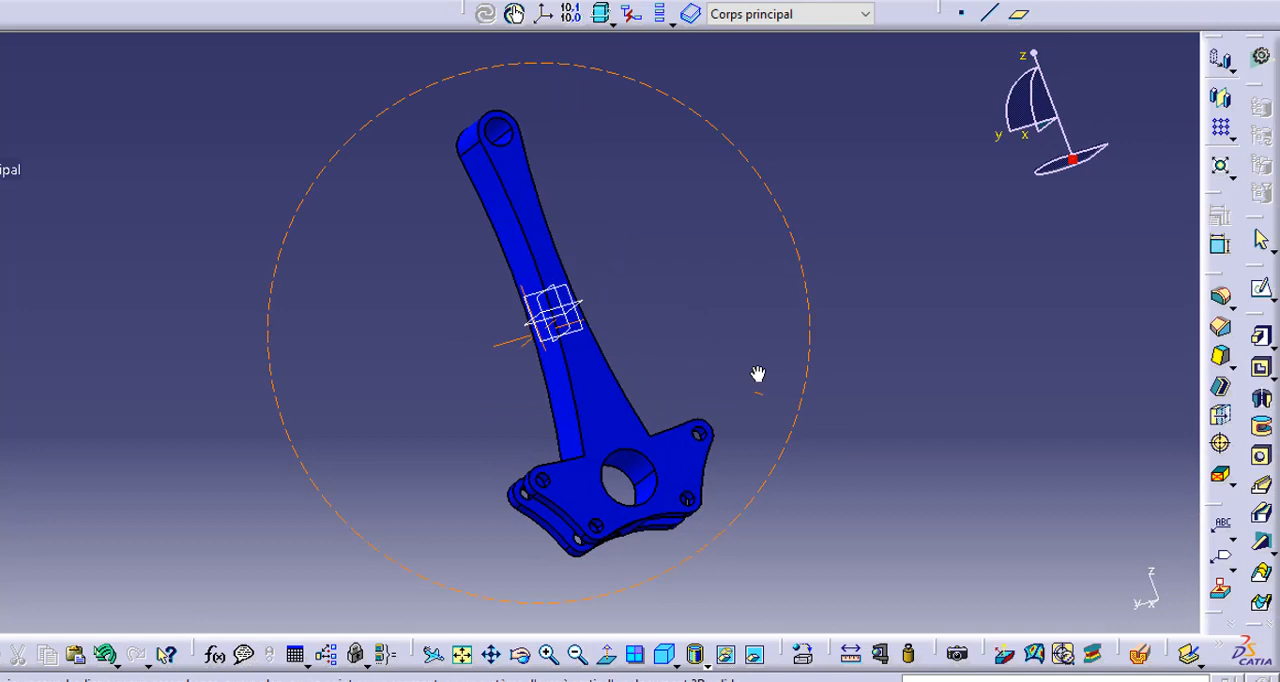 10,1
10,0
Corps principal
z
y
x
ipal
ABC
z
y
x
f(x)
CATIA